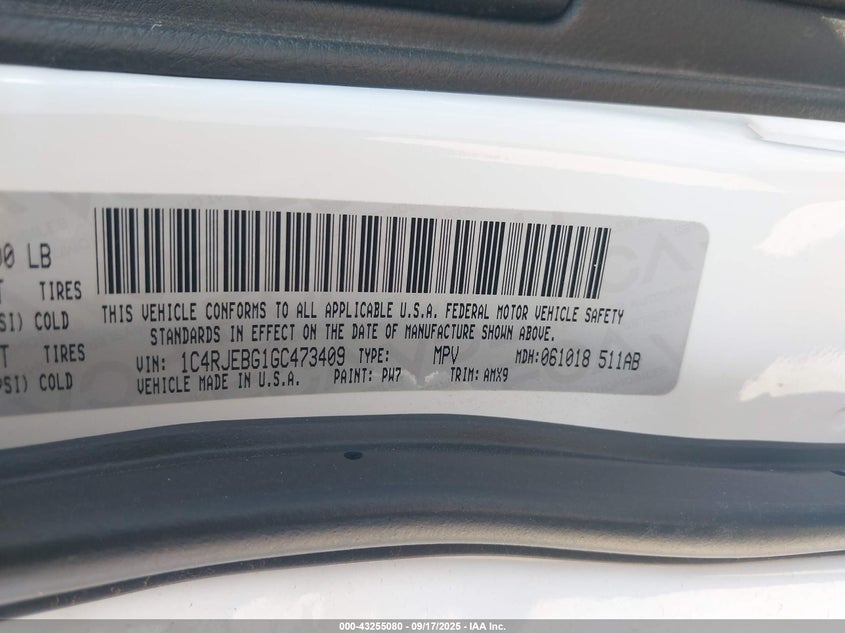 00 LB
T TIRES
SI) COLD
T TIRES
PSI) COLD
THIS VEHICLE CONFORMS TO ALL APPLICABLE U.S.A. FEDERAL MOTOR VEHICLE SAFETY
STANDARDS IN EFFECT ON THE DATE OF MANUFACTURE SHOWN ABOVE.
VIN: 1C4RJEBG1GC473409 TYPE: MPV MDH:061018 511AB
VEHICLE MADE IN U.S.A. PAINT: PW7 TRIM: AMX9
000-43255080 - 09/17/2025 - IAA Inc.